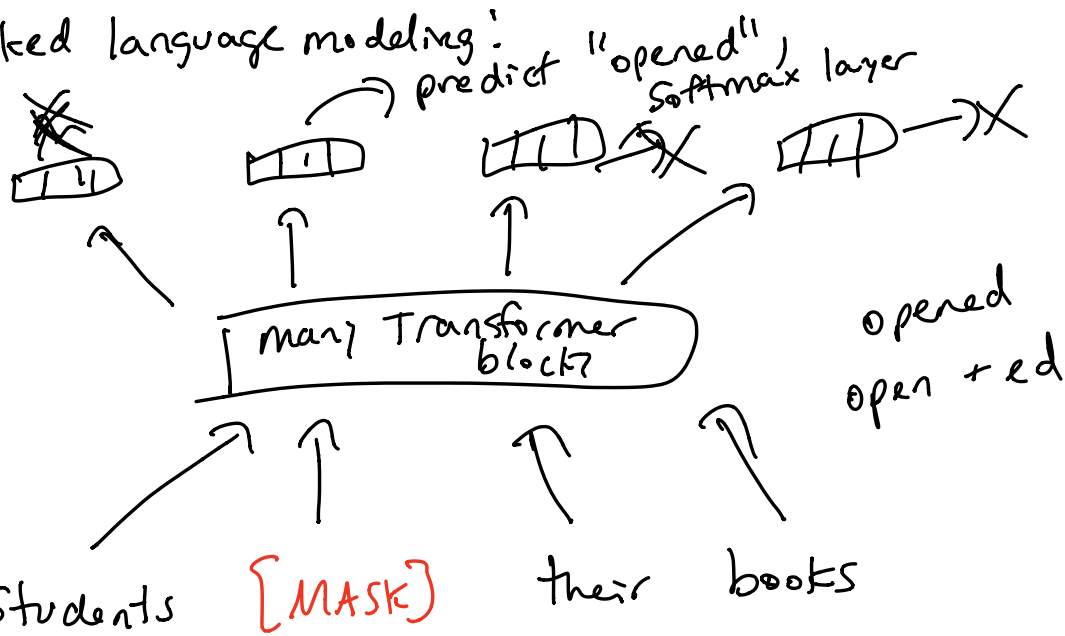 ked language modeling:
predict "opened",
softmax layer
many Transformer
blocks
opened
open + ed
students [MASK] their books